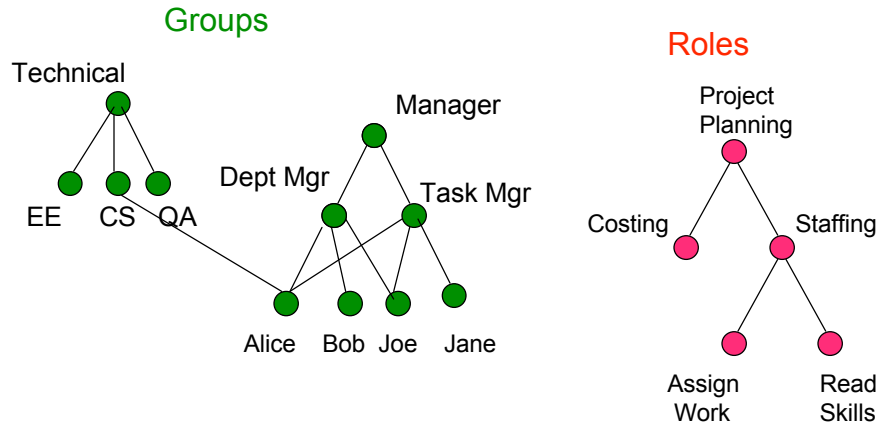 Groups
Roles
Technical
Manager
Project
Planning
Dept Mgr
Task Mgr
EE CS QA
Costing
Staffing
Alice Bob Joe Jane
Assign
Work
Read
Skills